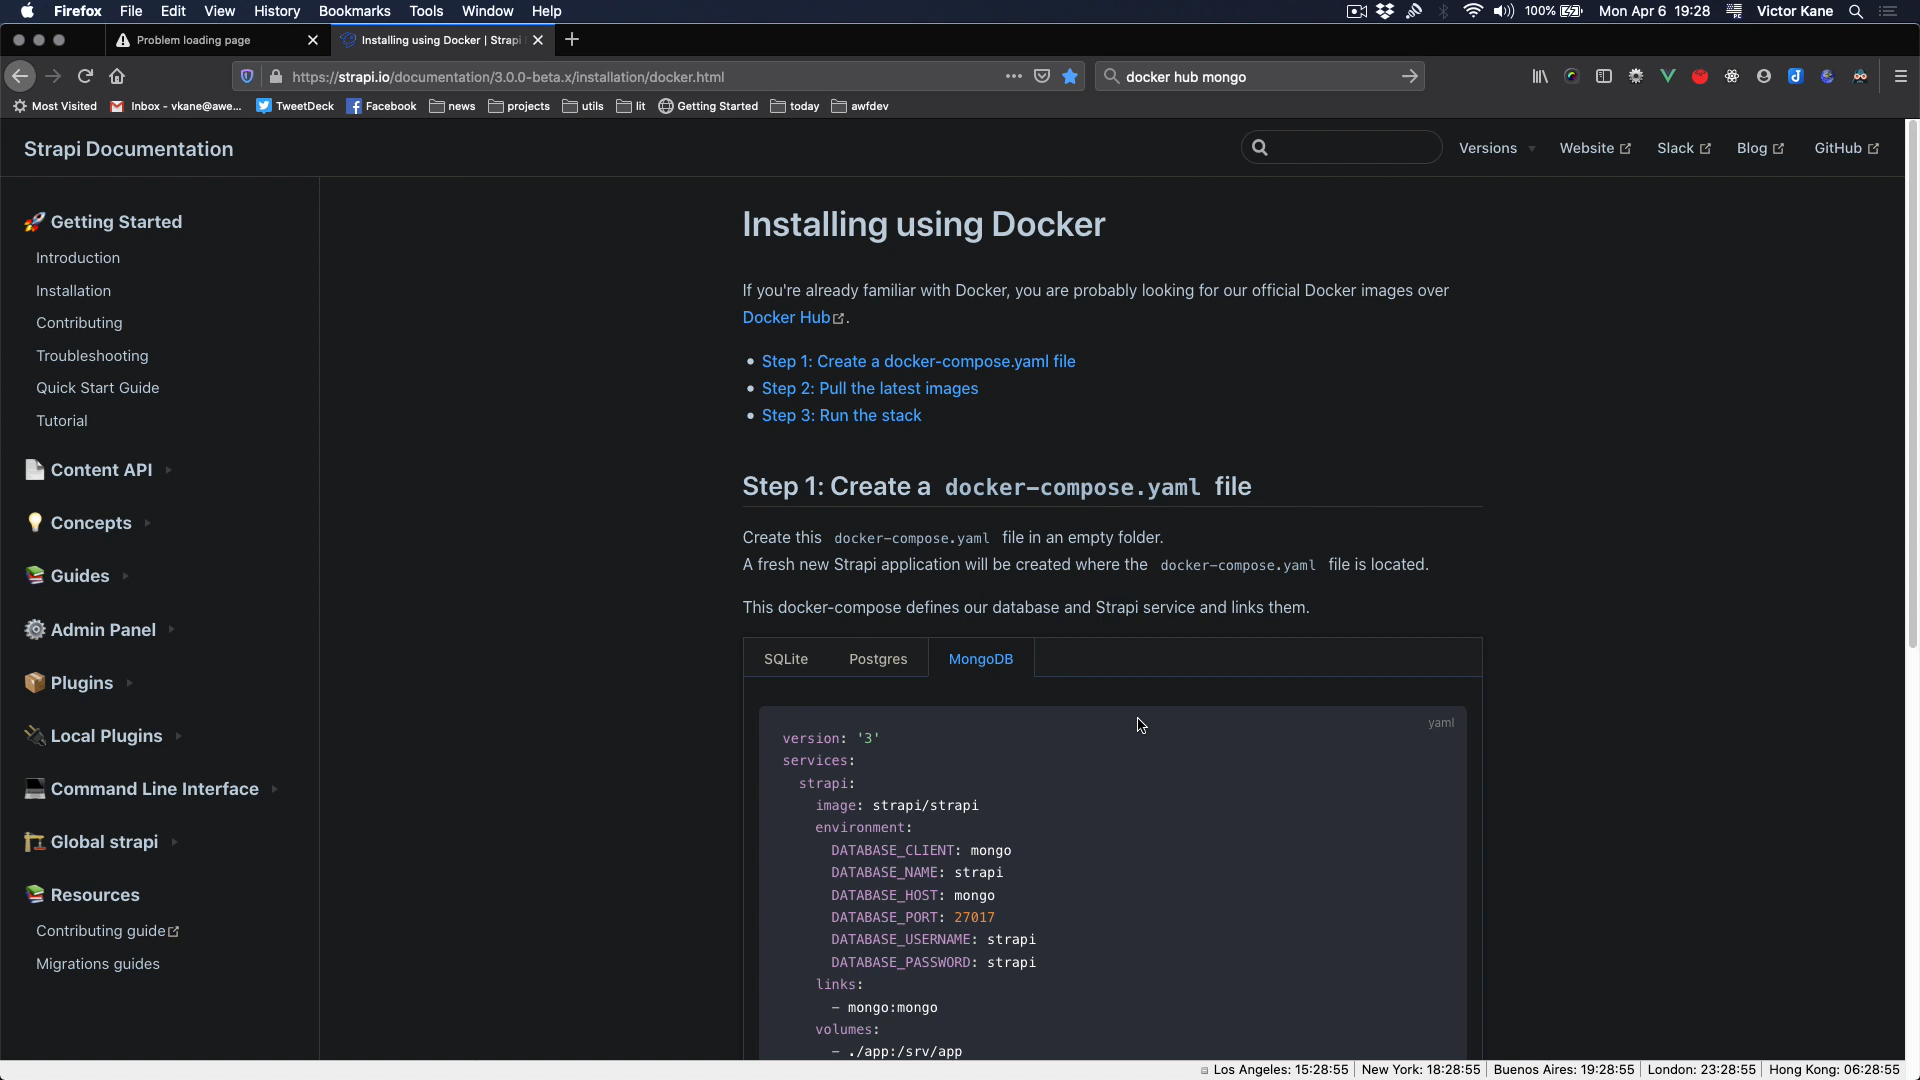 Firefox File Edit View History Bookmarks Tools Window Help 100% Mon Apr 6 19:28 Victor Kane
Problem loading page Installing using Docker | Strapi
https://strapi.io/documentation/3.0.0-beta.x/installation/docker.html docker hub mongo
Most Visited Inbox - vkane@awe... TweetDeck Facebook news projects utils lit Getting Started today awfdev
Strapi Documentation Versions Website Slack Blog GitHub
Getting Started
Introduction
Installation
Contributing
Troubleshooting
Quick Start Guide
Tutorial
Content API
Concepts
Guides
Admin Panel
Plugins
Local Plugins
Command Line Interface
Global strapi
Resources
Contributing guide
Migrations guides
Installing using Docker
If you're already familiar with Docker, you are probably looking for our official Docker images over
Docker Hub.
• Step 1: Create a docker-compose.yaml file
• Step 2: Pull the latest images
• Step 3: Run the stack
Step 1: Create a docker-compose.yaml file
Create this docker-compose.yaml file in an empty folder.
A fresh new Strapi application will be created where the docker-compose.yaml file is located.
This docker-compose defines our database and Strapi service and links them.
SQLite Postgres MongoDB
yaml
version: '3'
services:
strapi:
image: strapi/strapi
environment:
DATABASE_CLIENT: mongo
DATABASE_NAME: strapi
DATABASE_HOST: mongo
DATABASE_PORT: 27017
DATABASE_USERNAME: strapi
DATABASE_PASSWORD: strapi
links:
- mongo:mongo
volumes:
- ./app:/srv/app
Los Angeles: 15:28:55 New York: 18:28:55 Buenos Aires: 19:28:55 London: 23:28:55 Hong Kong: 06:28:55